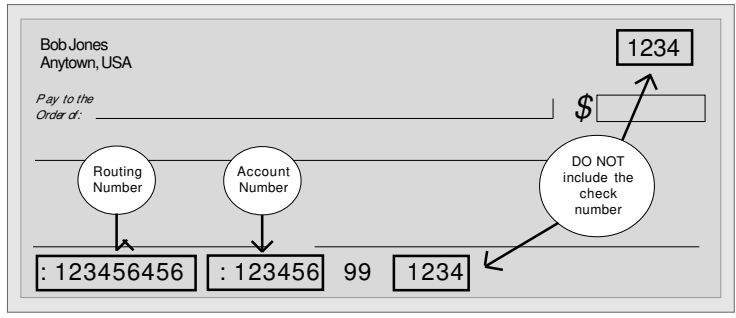 Bob Jones
1234
Anytown, USA
Pay to the
Order of:
$
Routing
Number
Account
Number
DO NOT
include the
check
number
: 123456456 : 123456 99 1234